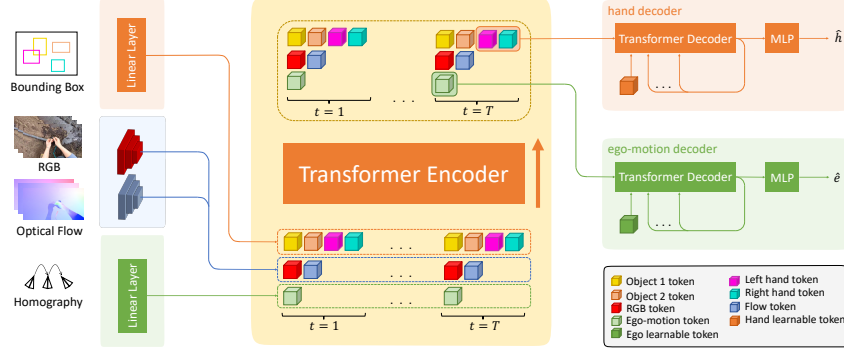 Bounding Box
RGB
Optical Flow
Homography
Linear Layer
Linear Layer
t = 1
. . .
t = T
Transformer Encoder
. . .
. . .
. . .
t = 1
t = T
hand decoder
Transformer Decoder
MLP
ĥ
. . .
ego-motion decoder
Transformer Decoder
MLP
ê
. . .
Object 1 token
Object 2 token
RGB token
Ego-motion token
Ego learnable token
Left hand token
Right hand token
Flow token
Hand learnable token